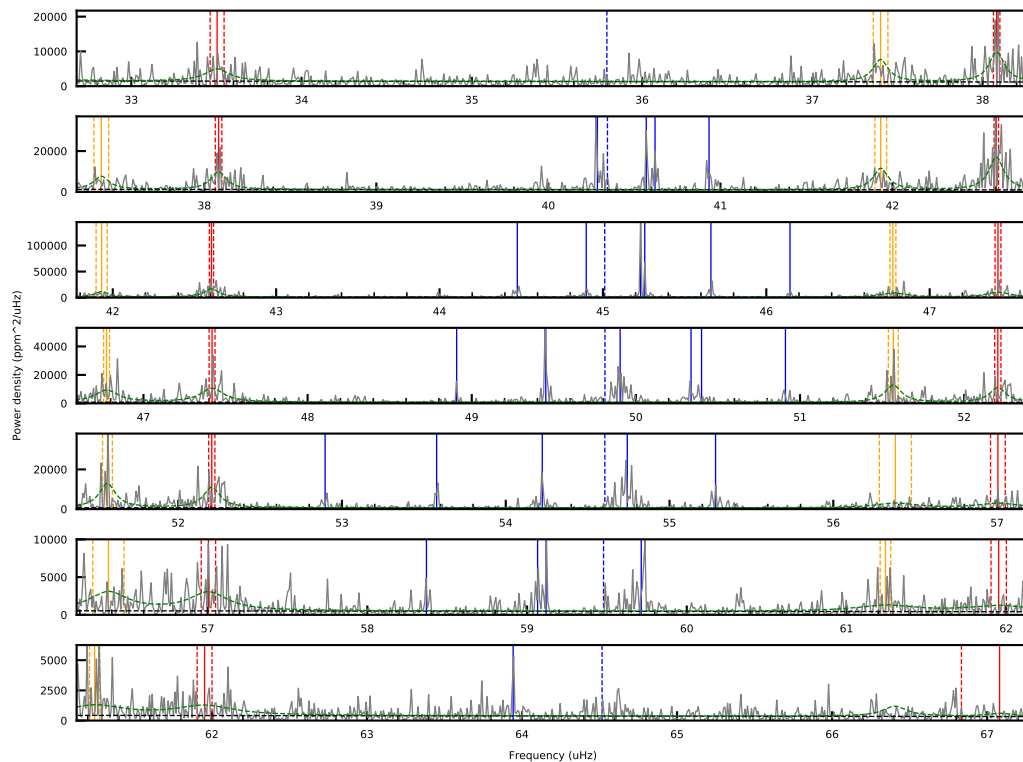 20000
10000
0
33 34 35 36 37 38
20000
0
38 39 40 41 42
100000
50000
0
42 43 44 45 46 47
Power density (ppm^2/uHz)
40000
20000
0
47 48 49 50 51 52
20000
0
52 53 54 55 56 57
10000
5000
0
57 58 59 60 61 62
5000
2500
0
62 63 64 65 66 67
Frequency (uHz)